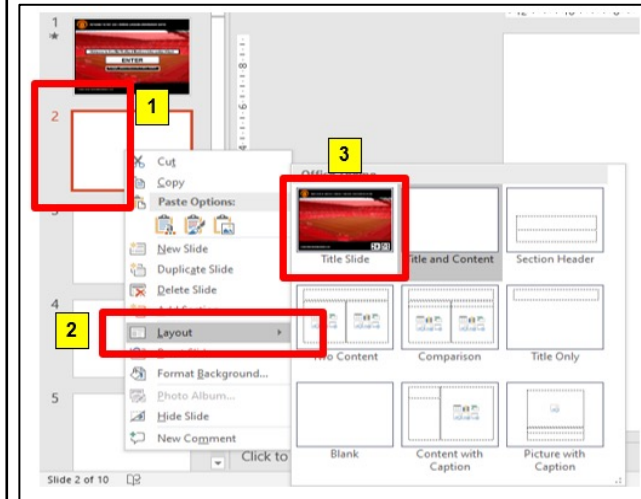 1
ENTER
2
1
3
Cut
Copy
Paste Options:
New Slide
Duplicate Slide
Delete Slide
2
Layout
Format Background...
Photo Album...
Hide Slide
New Comment
Title Slide
Title and Content
Section Header
Two Content
Comparison
Title Only
Blank
Content with
Caption
Picture with
Caption
3
4
5
Click to
Slide 2 of 10